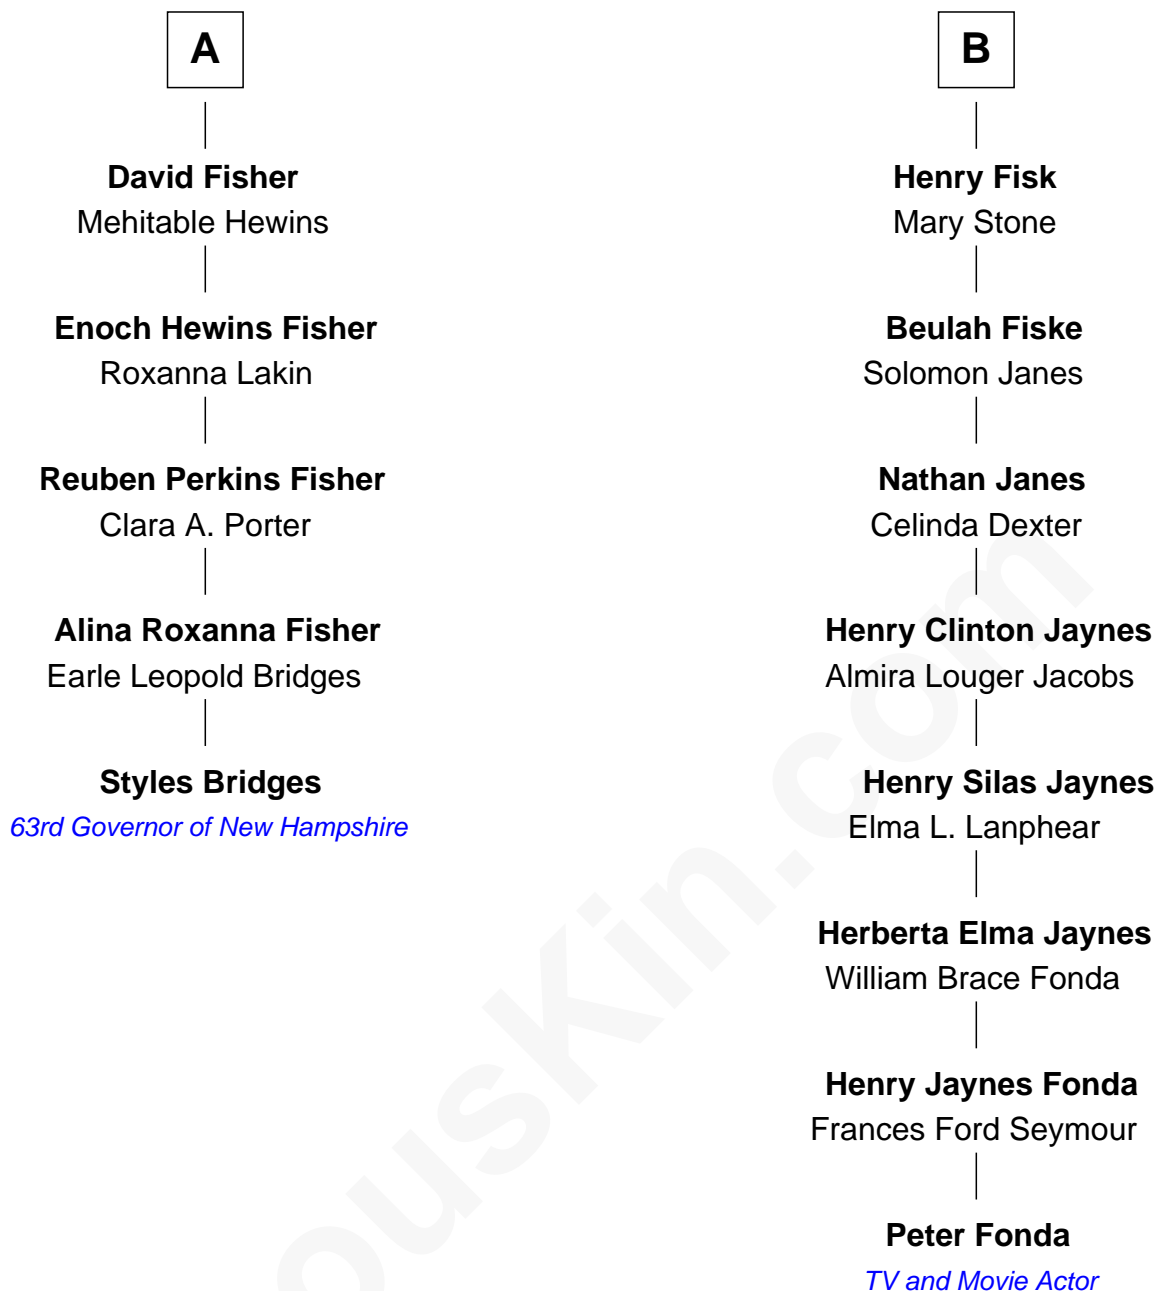 A
David Fisher
Mehitable Hewins
Enoch Hewins Fisher
Roxanna Lakin
Reuben Perkins Fisher
Clara A. Porter
Alina Roxanna Fisher
Earle Leopold Bridges
Styles Bridges
63rd Governor of New Hampshire
B
Henry Fisk
Mary Stone
Beulah Fiske
Solomon Janes
Nathan Janes
Celinda Dexter
Henry Clinton Jaynes
Almira Louger Jacobs
Henry Silas Jaynes
Elma L. Lanphear
Herberta Elma Jaynes
William Brace Fonda
Henry Jaynes Fonda
Frances Ford Seymour
Peter Fonda
TV and Movie Actor
ousKin.com